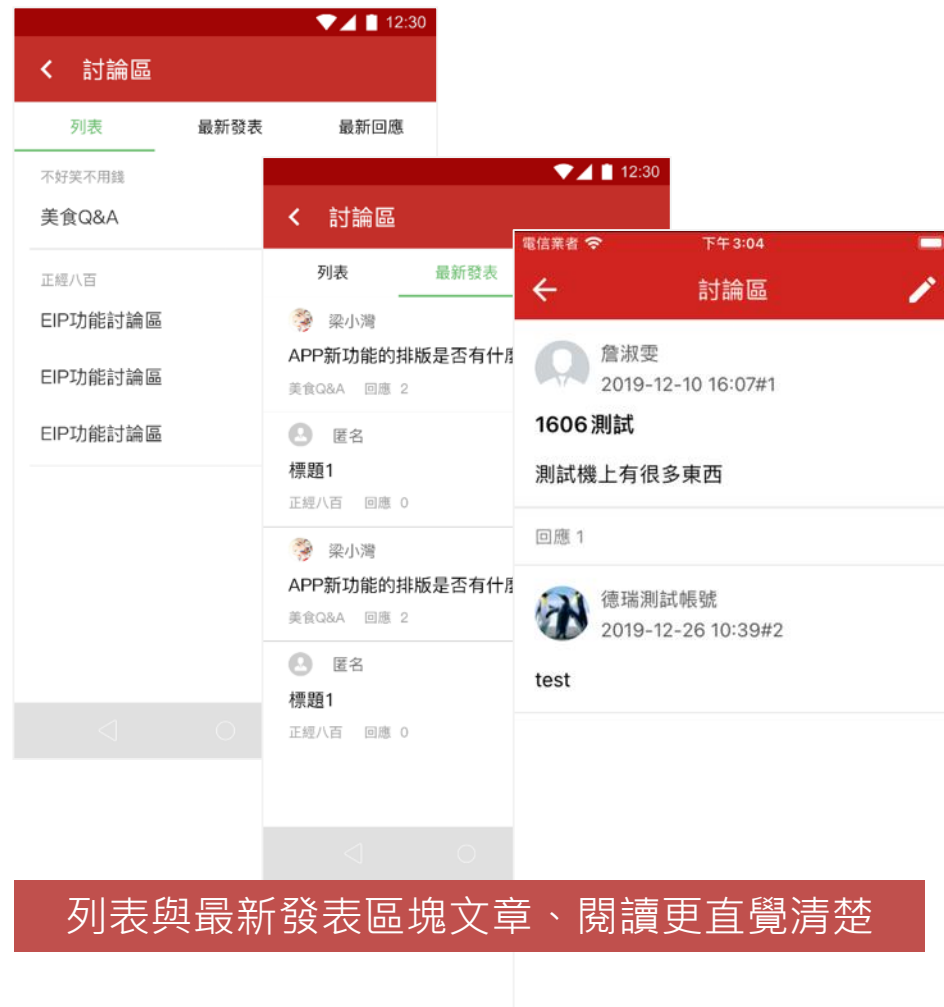 12:30
討論區
列表 最新發表 最新回應
不好笑不用錢
美食Q&A
正經八百
EIP功能討論區
EIP功能討論區
EIP功能討論區
12:30
討論區
列表 最新發表
梁小灣
APP新功能的排版是否有什
美食Q&A 回應 2
匿名
標題1
正經八百 回應 0
梁小灣
APP新功能的排版是否有什
美食Q&A 回應 2
匿名
標題1
正經八百 回應 0
電信業者 下午3:04
討論區
詹淑雯
2019-12-10 16:07#1
1606測試
測試機上有很多東西
回應 1
德瑞測試帳號
2019-12-26 10:39#2
test
列表與最新發表區塊文章、閱讀更直覺清楚